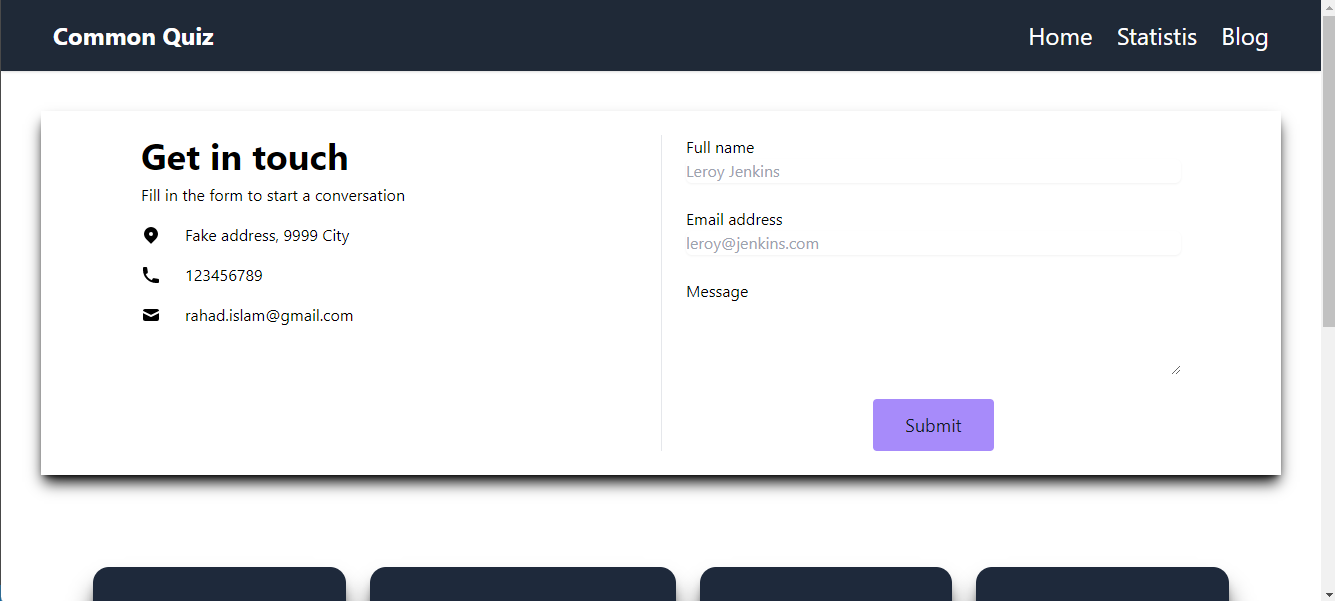 Common Quiz
Home Statistis Blog
Get in touch
Fill in the form to start a conversation
Fake address, 9999 City
123456789
rahad.islam@gmail.com
Full name
Leroy Jenkins
Email address
leroy@jenkins.com
Message
Submit